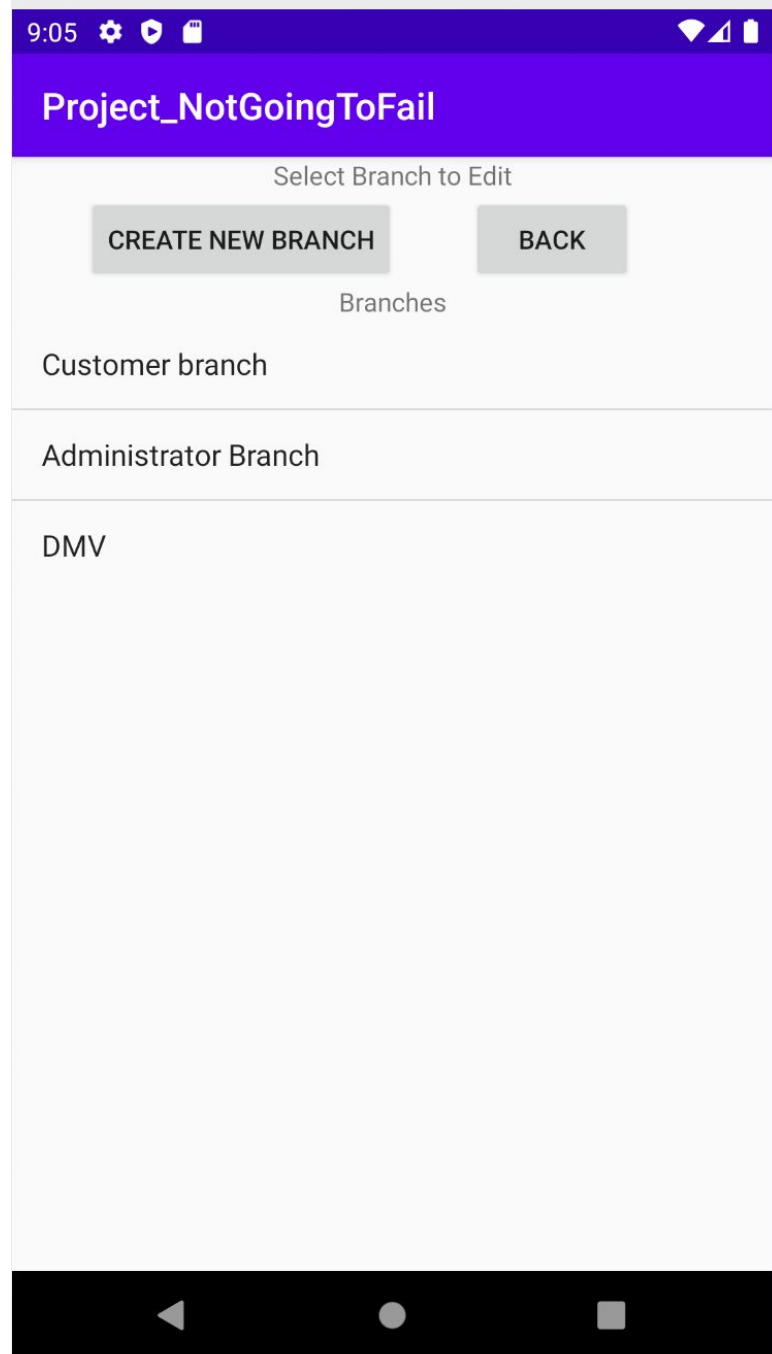 9:05
Project_NotGoingToFail
Select Branch to Edit
CREATE NEW BRANCH BACK
Branches
Customer branch
Administrator Branch
DMV